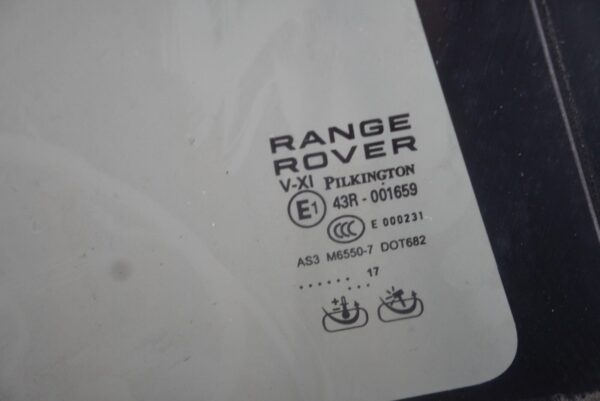 RANGE
ROVER
V-XI PILKINGTON
E1 43R - 001659
CCC E 000231
AS3 M6550-7 DOT682
...... 17 ...